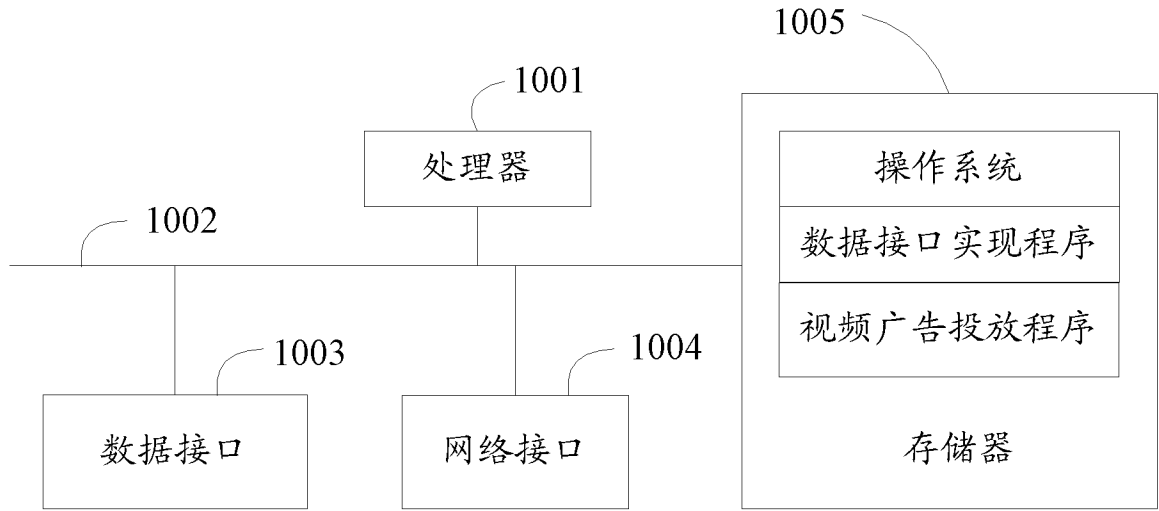 1005
1001
处理器
操作系统
1002
数据接口实现程序
视频广告投放程序
1003
1004
数据接口
网络接口
存储器